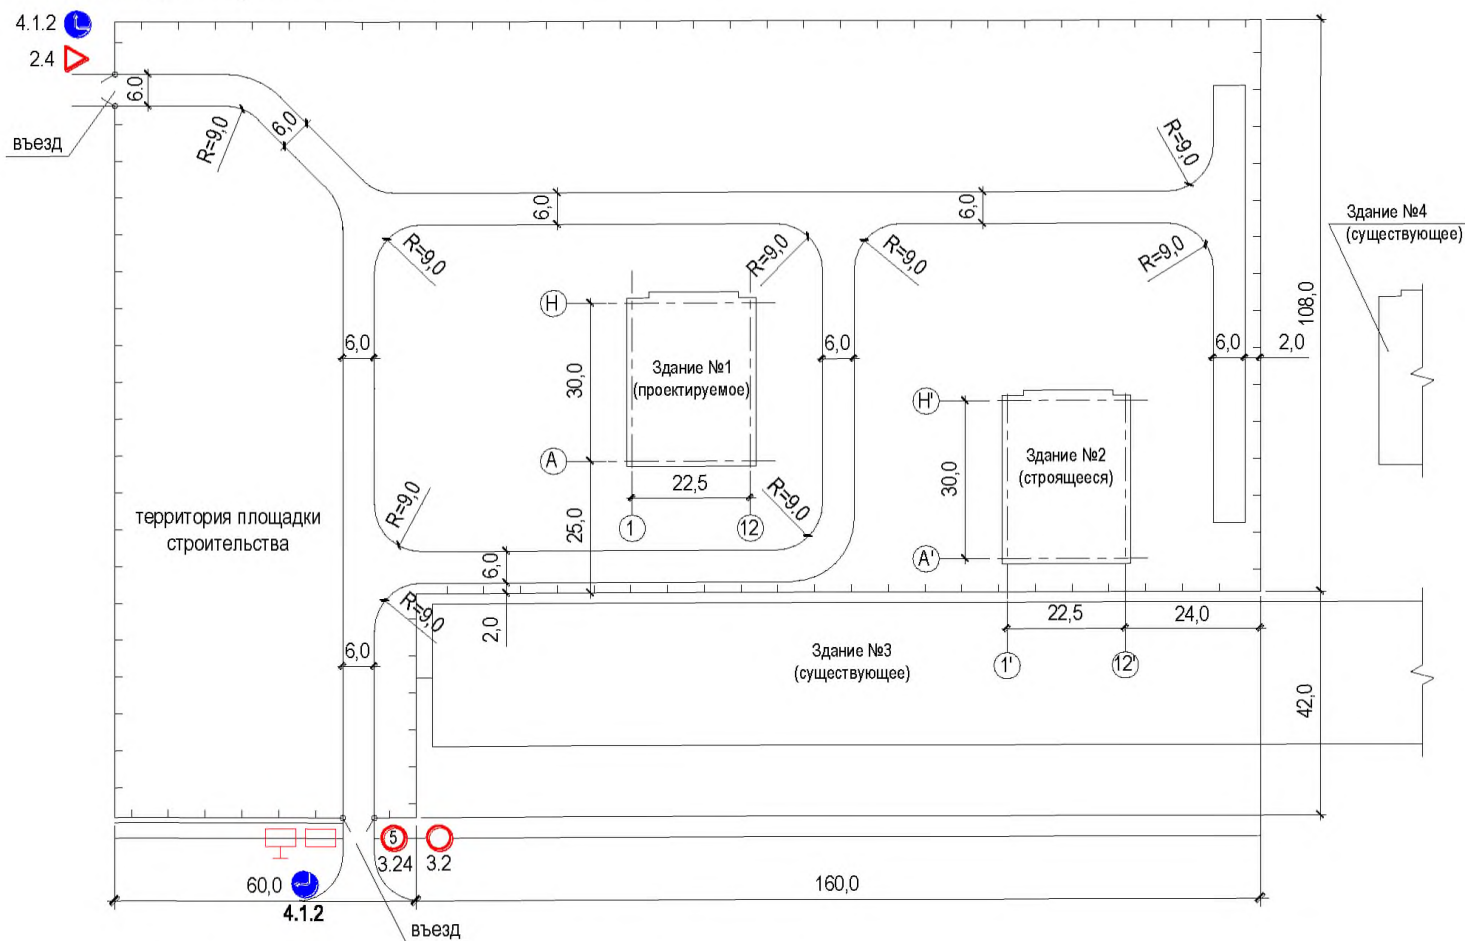 4.1.2
2.4
въезд
6.0
R=9,0
6,0
6,0
6,0
R=9,0
R=9,0
R=9,0
R=9,0
R=9,0
Здание №4
(существующее)
108,0
Н
30,0
Здание №1
(проектируемое)
А
22,5
1
12
25,0
6,0
6,0
6,0
2,0
Н'
30,0
Здание №2
(строящееся)
А'
R=9,0
R=9.0
территория площадки
строительства
6,0
2,0
R=9,0
6,0
Здание №3
(существующее)
22,5
24,0
1'
12'
42,0
5
3.24
3.2
60,0
4.1.2
въезд
160,0